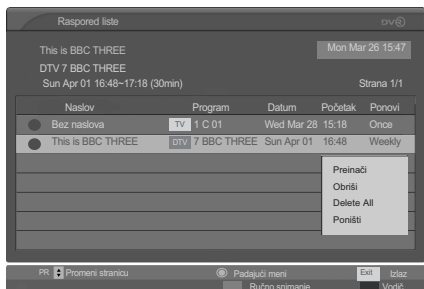 Raspored liste
DVD
This is BBC THREE
Mon Mar 26 15:47
DTV 7 BBC THREE
Sun Apr 01 16:48~17:18 (30min)
Strana 1/1
Naslov Program Datum Početak Ponovi
Bez naslova TV 1 C 01 Wed Mar 28 15:18 Once
This is BBC THREE DTV 7 BBC THREE Sun Apr 01 16:48 Weekly
Preinači
Obriši
Delete All
Poništi
PR Promeni stranicu Padajući meni Exit Izlaz
Ručno snimanje Vodič